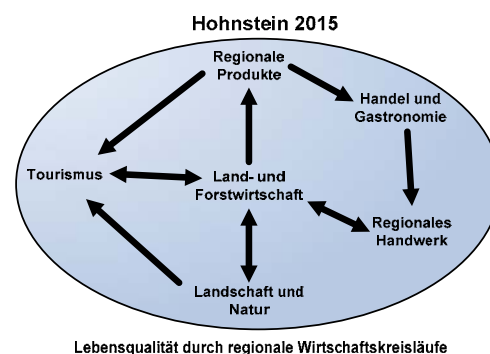 Hohnstein 2015
Regionale
Produkte
Handel und
Gastronomie
Tourismus
Land- und
Forstwirtschaft
Regionales
Handwerk
Landschaft und
Natur
Lebensqualität durch regionale Wirtschaftskreisläufe